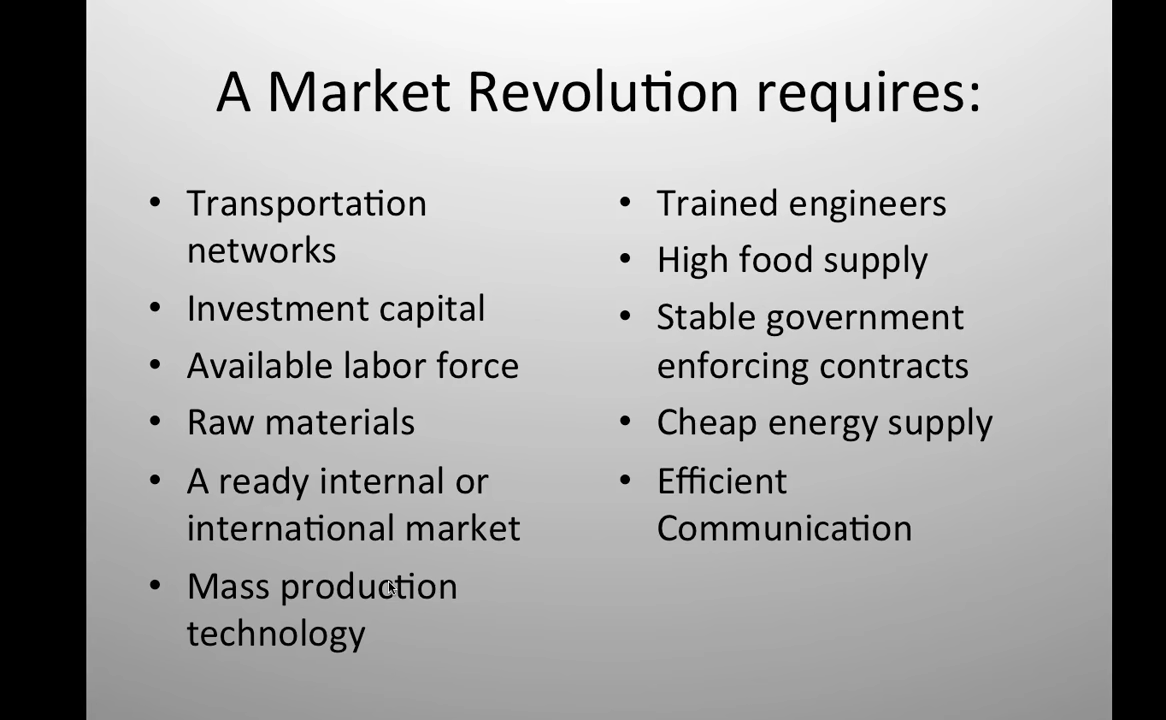 A Market Revolution requires:
• Transportation
networks
• Investment capital
• Available labor force
• Raw materials
• A ready internal or
international market
• Mass production
technology
• Trained engineers
• High food supply
• Stable government
enforcing contracts
• Cheap energy supply
• Efficient
Communication